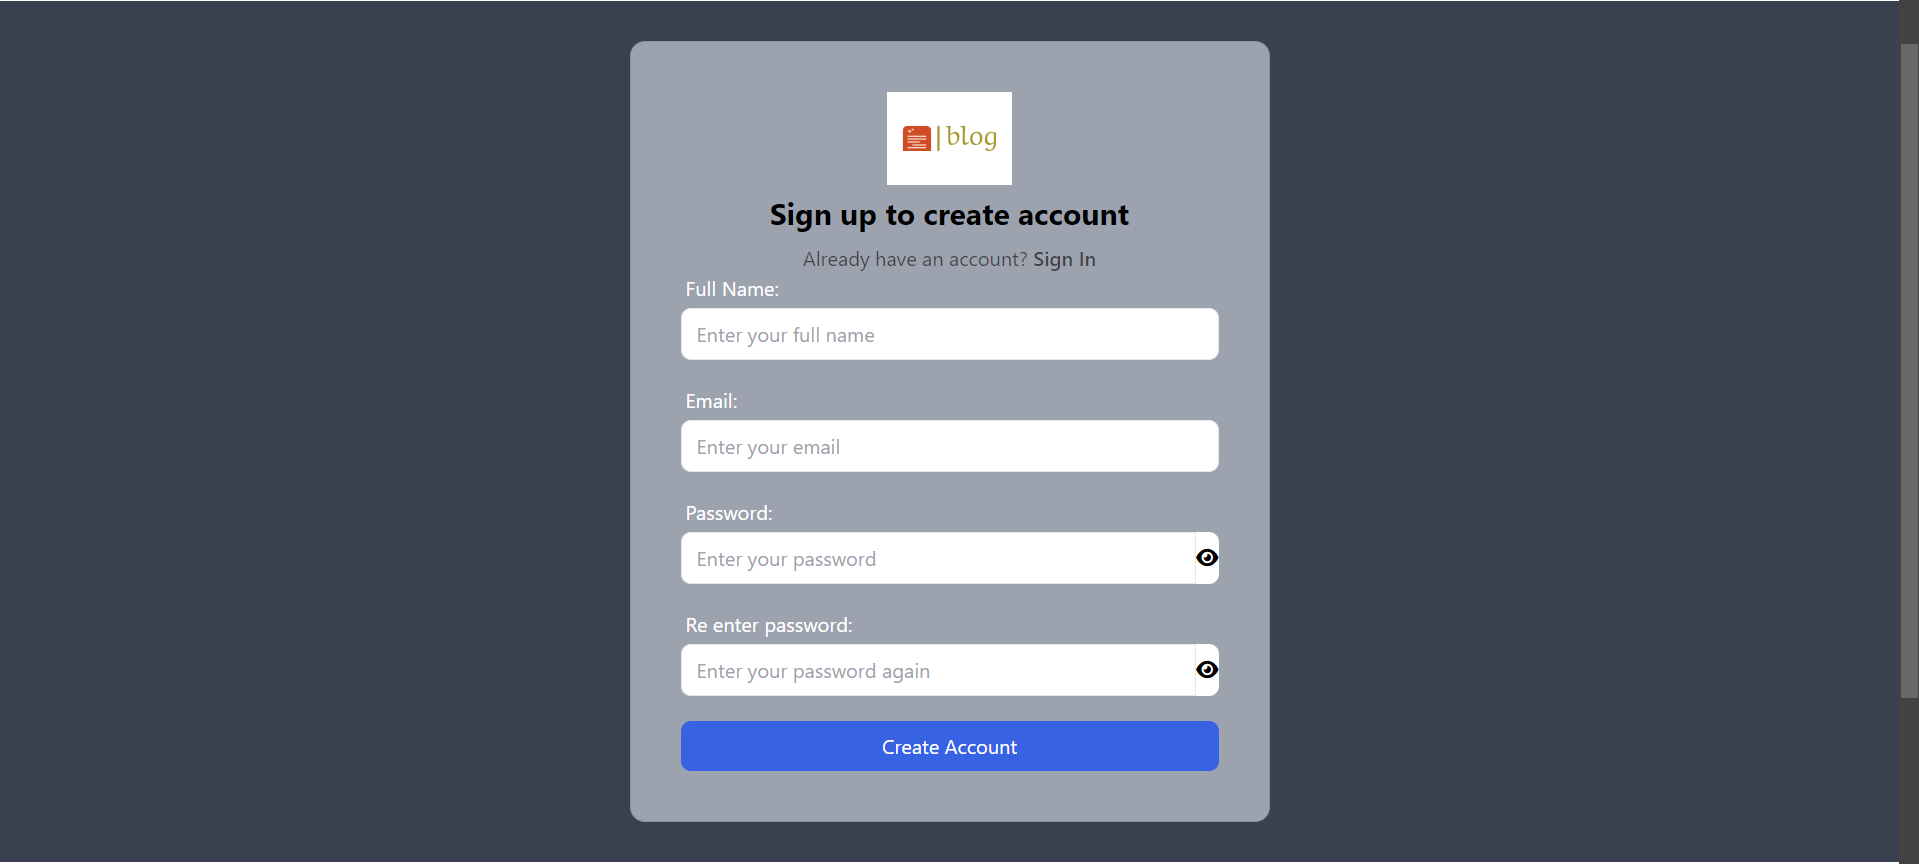 blog
Sign up to create account
Already have an account? Sign In
Full Name:
Enter your full name
Email:
Enter your email
Password:
Enter your password
Re enter password:
Enter your password again
Create Account